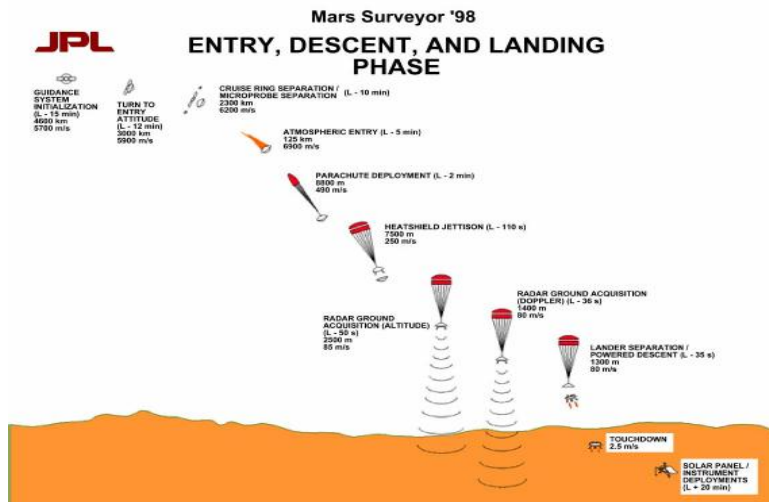 Mars Surveyor '98
JPL
ENTRY, DESCENT, AND LANDING
PHASE
GUIDANCE
SYSTEM
INITIALIZATION
(L - 15 min)
4600 km
5700 m/s
TURN TO
ENTRY
ATTITUDE
(L - 12 min)
3000 km
5900 m/s
CRUISE RING SEPARATION / (L - 10 min)
MICROPROBE SEPARATION
2300 km
6200 m/s
ATMOSPHERIC ENTRY (L - 5 min)
125 km
6900 m/s
PARACHUTE DEPLOYMENT (L - 2 min)
8800 m
490 m/s
HEATSHIELD JETTISON (L - 110 s)
7500 m
250 m/s
RADAR GROUND
ACQUISITION (ALTITUDE)
(L - 50 s)
2500 m
85 m/s
RADAR GROUND ACQUISITION
(DOPPLER) (L - 36 s)
1400 m
80 m/s
LANDER SEPARATION /
POWERED DESCENT (L - 35 s)
1300 m
80 m/s
TOUCHDOWN
2.5 m/s
SOLAR PANEL /
INSTRUMENT
DEPLOYMENTS
(L + 20 min)